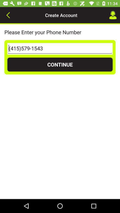 11:34
Create Account
Please Enter your Phone Number
(415)579-1543
CONTINUE